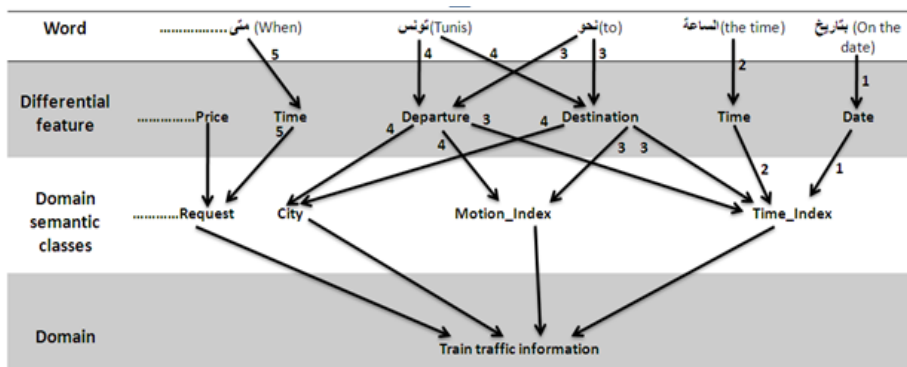 Word
................. متى (When)
تونس (Tunis)
نحو (to)
الساعة (the time)
بتاريخ (On the date)
5
4
4
3
3
2
1
Differential feature
...............Price
Time
Departure
Destination
Time
Date
5
4
4
3
4
3
3
2
1
Domain semantic classes
.............Request
City
Motion_Index
Time_Index
Domain
Train traffic information